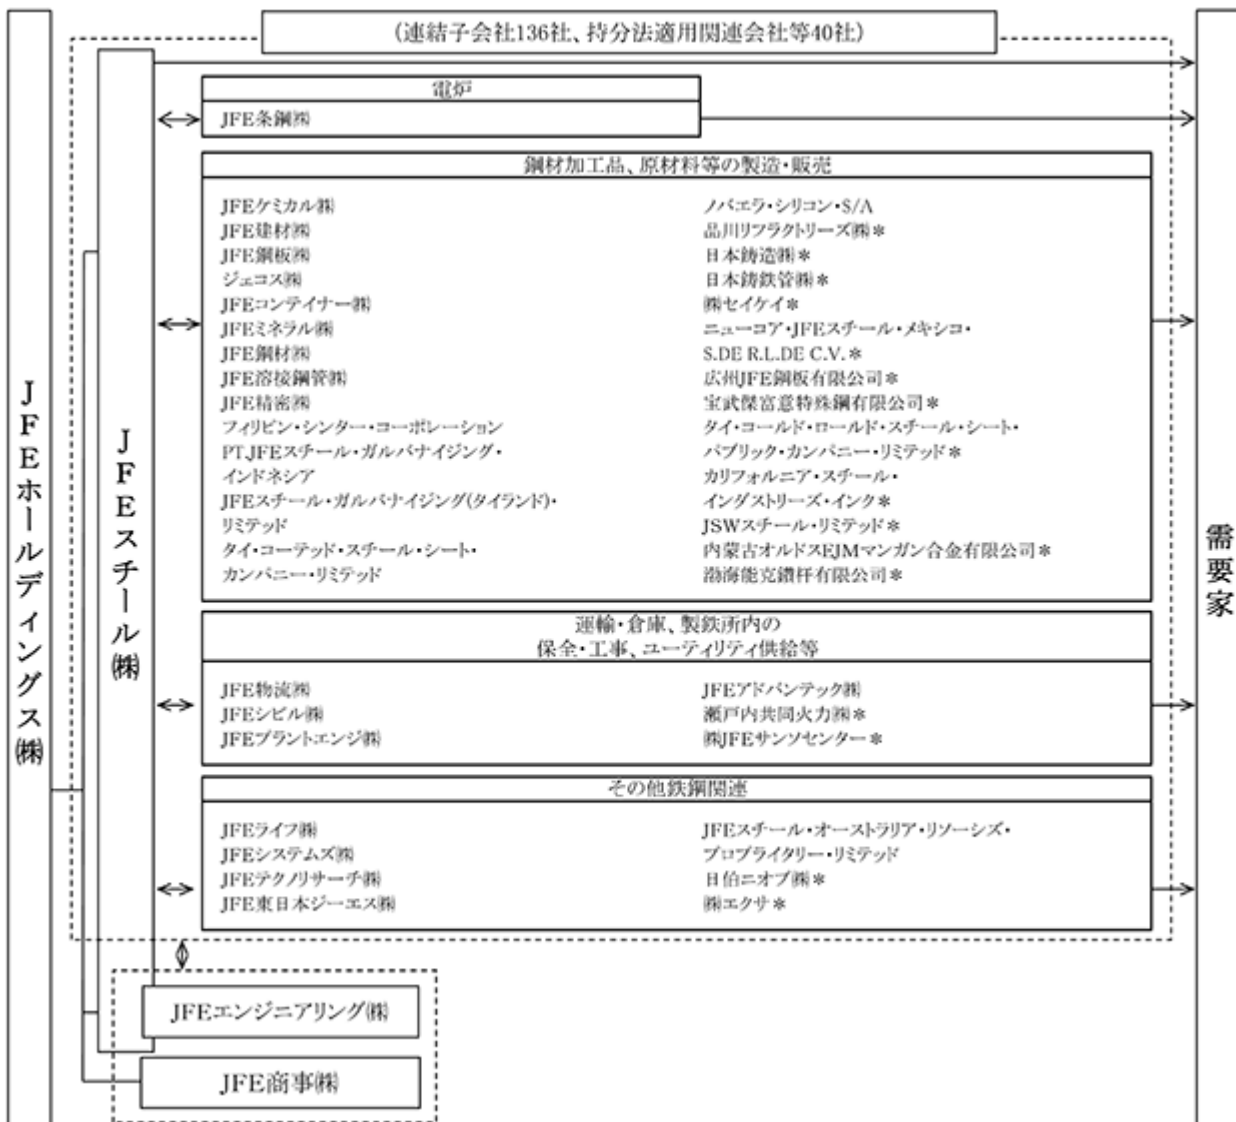 (連結子会社136社、持分法適用関連会社等40社)
JFEホールディングス㈱
JFEスチール㈱
電炉
JFE条鋼㈱
鋼材加工品、原材料等の製造・販売
JFEケミカル㈱
JFE建材㈱
JFE鋼板㈱
ジェコス㈱
JFEコンテイナー㈱
JFEミネラル㈱
JFE鋼材㈱
JFE溶接鋼管㈱
JFE精密㈱
フィリピン・シンター・コーポレーション
PT.JFEスチール・ガルバナイジング・
インドネシア
JFEスチール・ガルバナイジング(タイランド)・
リミテッド
タイ・コーテッド・スチール・シート・
カンパニー・リミテッド
ノバエラ・シリコン・S/A
品川リフラクトリーズ㈱＊
日本鋳造㈱＊
日本鋳鉄管㈱＊
㈱セイケイ＊
ニューコア・JFEスチール・メキシコ・
S.DE R.L.DE C.V.＊
広州JFE鋼板有限公司＊
宝武傑富意特殊鋼有限公司＊
タイ・コールド・ロールド・スチール・シート・
パブリック・カンパニー・リミテッド＊
カリフォルニア・スチール・
インダストリーズ・インク＊
JSWスチール・リミテッド＊
内蒙古オルドスEJMマンガン合金有限公司＊
渤海能克鑽杆有限公司＊
運輸・倉庫、製鉄所内の
保全・工事、ユーティリティ供給等
JFE物流㈱
JFEシビル㈱
JFEプラントエンジ㈱
JFEアドバンテック㈱
瀬戸内共同火力㈱＊
㈱JFEサンソセンター＊
その他鉄鋼関連
JFEライフ㈱
JFEシステムズ㈱
JFEテクノリサーチ㈱
JFE東日本ジーエス㈱
JFEスチール・オーストラリア・リソーシズ・
プロプライタリー・リミテッド
日伯ニオブ㈱＊
㈱エクサ＊
JFEエンジニアリング㈱
JFE商事㈱
需要家